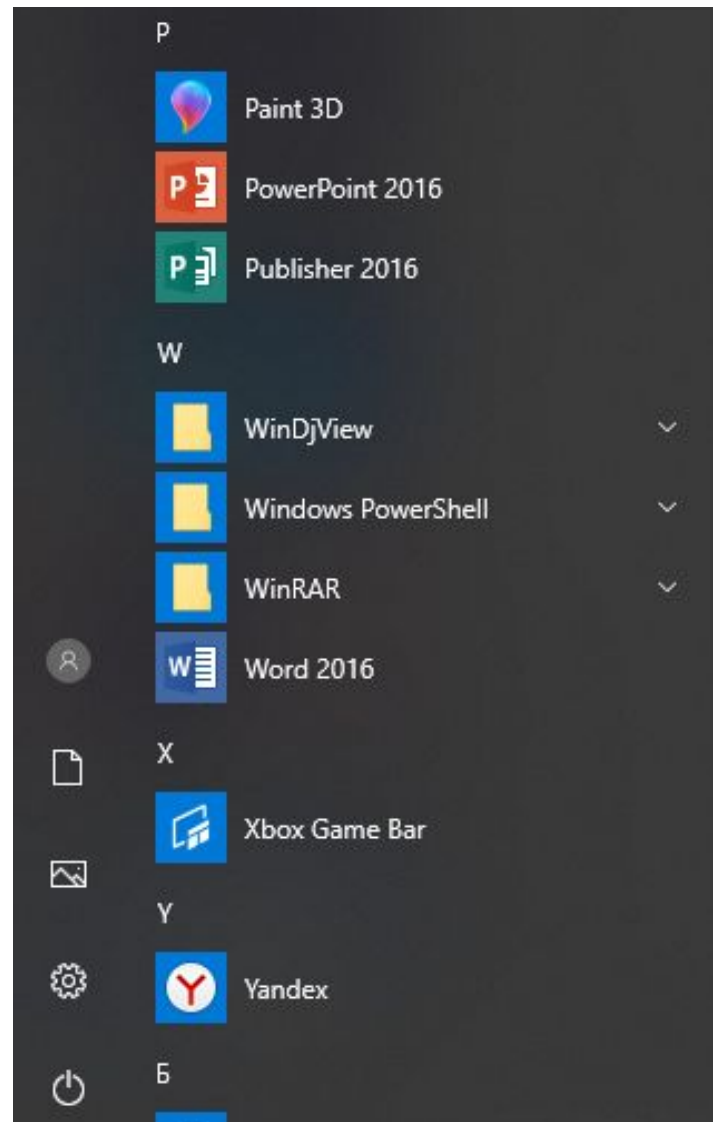 P
Paint 3D
PowerPoint 2016
Publisher 2016
W
WinDjView
Windows PowerShell
WinRAR
Word 2016
X
Xbox Game Bar
Y
Yandex
Б